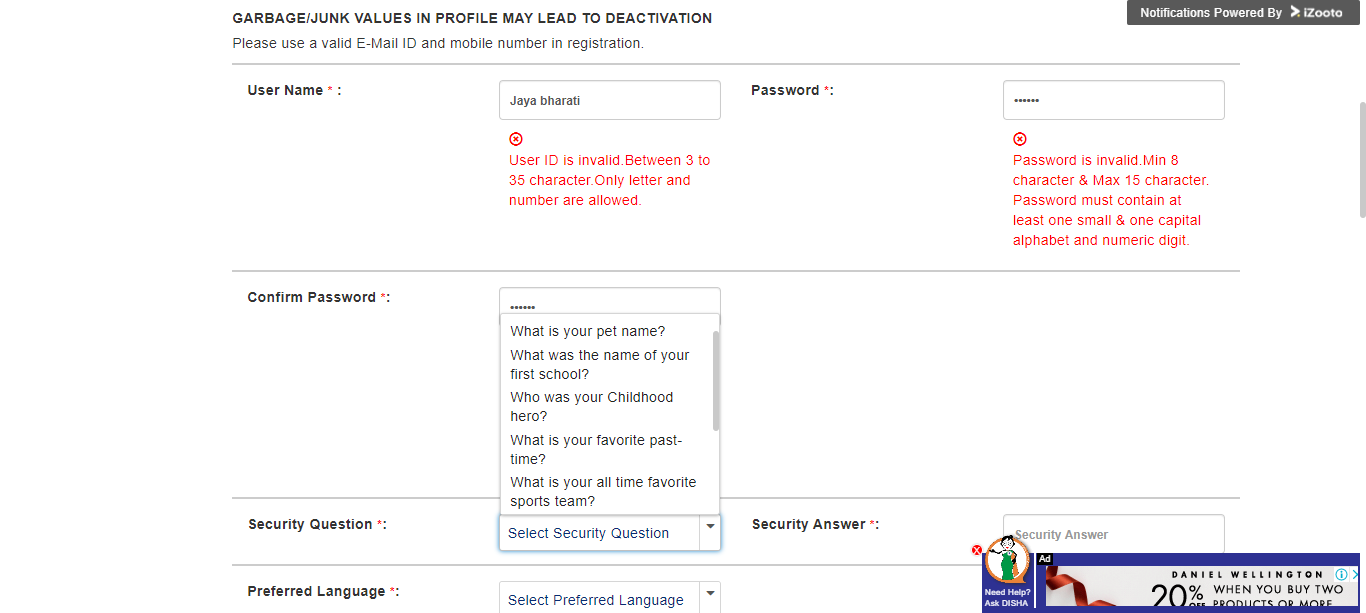 GARBAGE/JUNK VALUES IN PROFILE MAY LEAD TO DEACTIVATION
Notifications Powered By iZooto
Please use a valid E-Mail ID and mobile number in registration.
User Name * :
Jaya bharati
Password *:
••••••
User ID is invalid.Between 3 to
35 character.Only letter and
number are allowed.
Password is invalid.Min 8
character & Max 15 character.
Password must contain at
least one small & one capital
alphabet and numeric digit.
Confirm Password *:
••••••
What is your pet name?
What was the name of your
first school?
Who was your Childhood
hero?
What is your favorite past-
time?
What is your all time favorite
sports team?
Security Question *:
Select Security Question
Security Answer *:
Security Answer
Preferred Language *:
Select Preferred Language
Need Help?
Ask DISHA
Ad
DANIEL WELLINGTON
20% OFF
WHEN YOU BUY TWO
PRODUCTS OR MORE